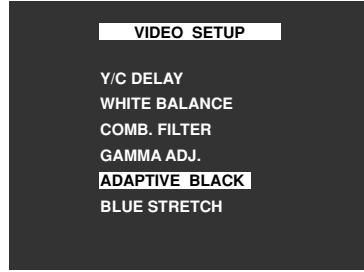 VIDEO SETUP
Y/C DELAY
WHITE BALANCE
COMB. FILTER
GAMMA ADJ.
ADAPTIVE BLACK
BLUE STRETCH